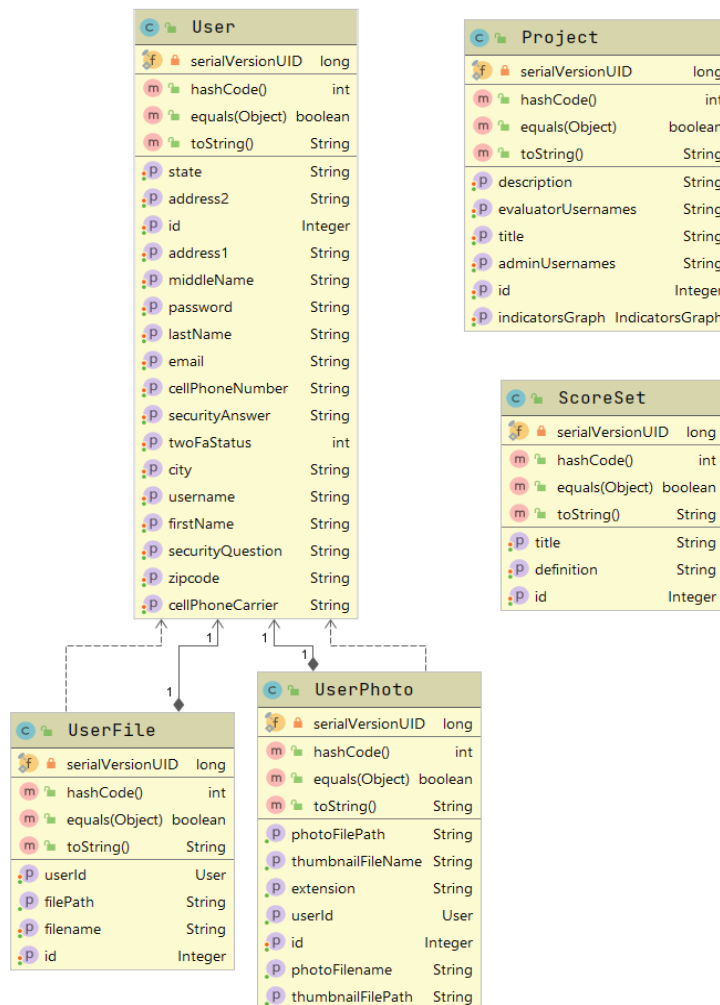 C User
f serialVersionUID long
m hashCode() int
m equals(Object) boolean
m toString() String
p state String
p address2 String
p id Integer
p address1 String
p middleName String
p password String
p lastName String
p email String
p cellPhoneNumber String
p securityAnswer String
p twoFaStatus int
p city String
p username String
p firstName String
p securityQuestion String
p zipcode String
p cellPhoneCarrier String
C Project
f serialVersionUID long
m hashCode() int
m equals(Object) boolean
m toString() String
p description String
p evaluatorUsernames String
p title String
p adminUsernames String
p id Integer
p indicatorsGraph IndicatorsGraph
C ScoreSet
f serialVersionUID long
m hashCode() int
m equals(Object) boolean
m toString() String
p title String
p definition String
p id Integer
1
1
1
1
C UserFile
f serialVersionUID long
m hashCode() int
m equals(Object) boolean
m toString() String
p userId User
p filePath String
p filename String
p id Integer
C UserPhoto
f serialVersionUID long
m hashCode() int
m equals(Object) boolean
m toString() String
p photoFilePath String
p thumbnailFileName String
p extension String
p userId User
p id Integer
p photoFilename String
p thumbnailFilePath String